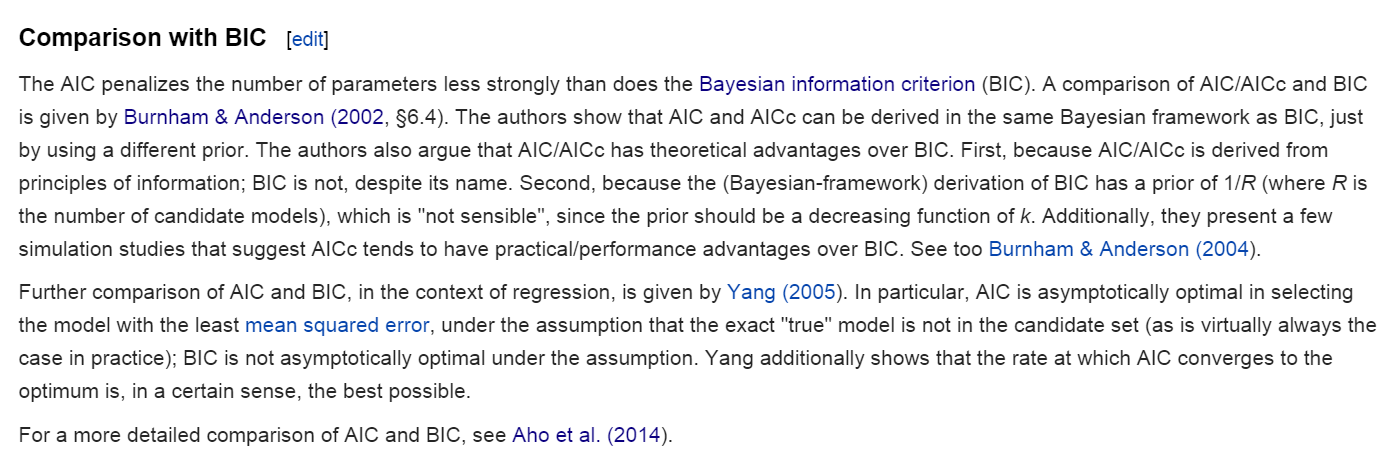 Comparison with BIC [edit]
The AIC penalizes the number of parameters less strongly than does the Bayesian information criterion (BIC). A comparison of AIC/AICc and BIC
is given by Burnham & Anderson (2002, §6.4). The authors show that AIC and AICc can be derived in the same Bayesian framework as BIC, just
by using a different prior. The authors also argue that AIC/AICc has theoretical advantages over BIC. First, because AIC/AICc is derived from
principles of information; BIC is not, despite its name. Second, because the (Bayesian-framework) derivation of BIC has a prior of 1/R (where R is
the number of candidate models), which is "not sensible", since the prior should be a decreasing function of k. Additionally, they present a few
simulation studies that suggest AICc tends to have practical/performance advantages over BIC. See too Burnham & Anderson (2004).
Further comparison of AIC and BIC, in the context of regression, is given by Yang (2005). In particular, AIC is asymptotically optimal in selecting
the model with the least mean squared error, under the assumption that the exact "true" model is not in the candidate set (as is virtually always the
case in practice); BIC is not asymptotically optimal under the assumption. Yang additionally shows that the rate at which AIC converges to the
optimum is, in a certain sense, the best possible.
For a more detailed comparison of AIC and BIC, see Aho et al. (2014).